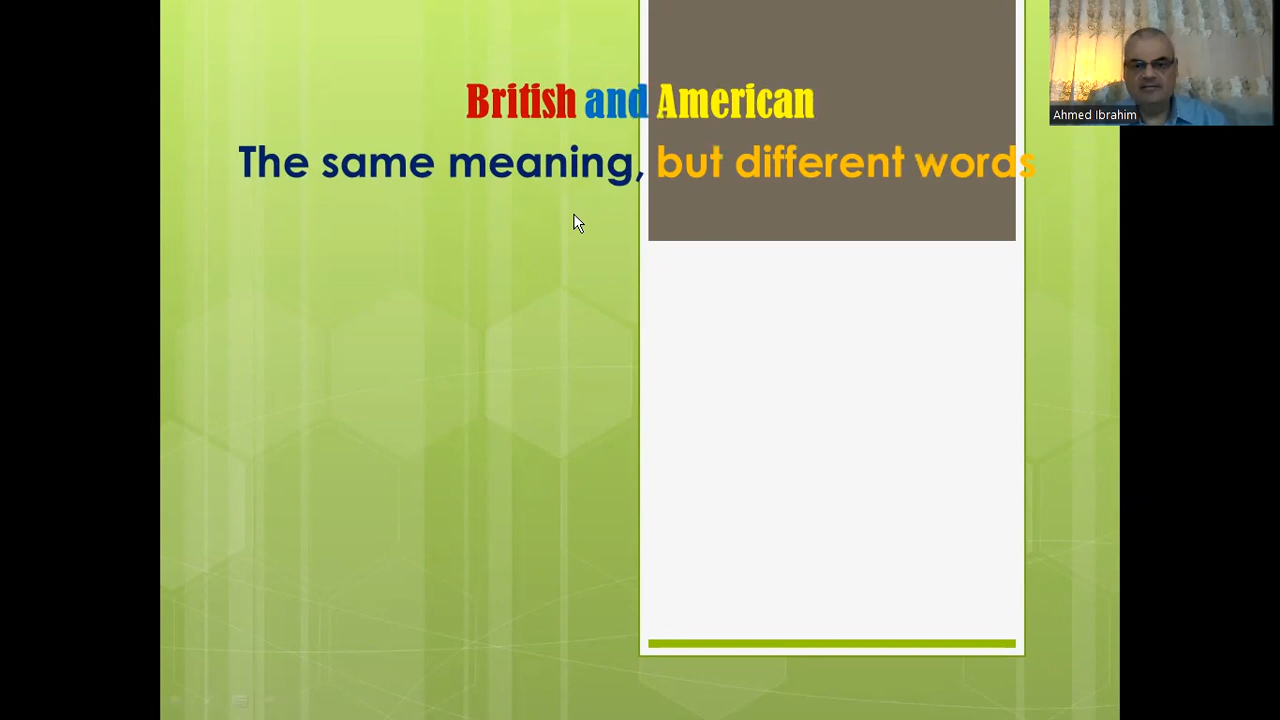 British and American
The same meaning, but different words
Ahmed Ibrahim